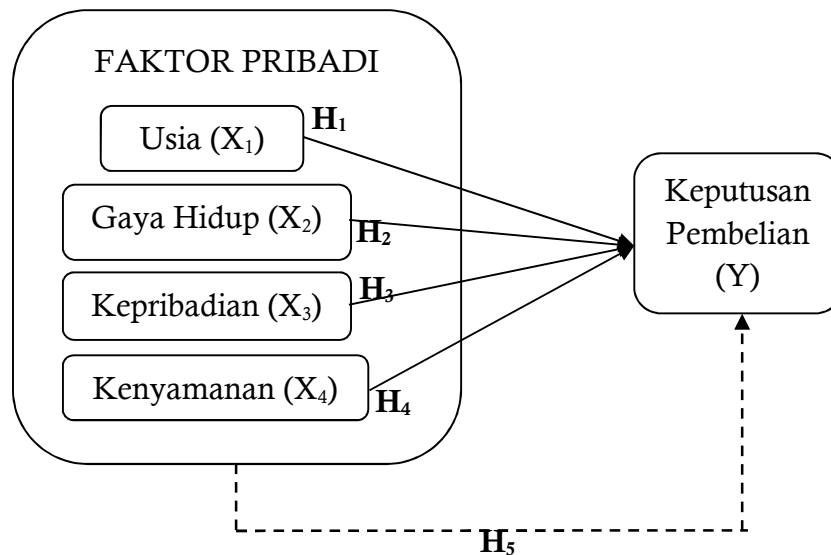 FAKTOR PRIBADI
Usia (X₁)
H₁
Gaya Hidup (X₂)
H₂
Kepribadian (X₃)
H₃
Kenyamanan (X₄)
H₄
Keputusan
Pembelian
(Y)
H₅